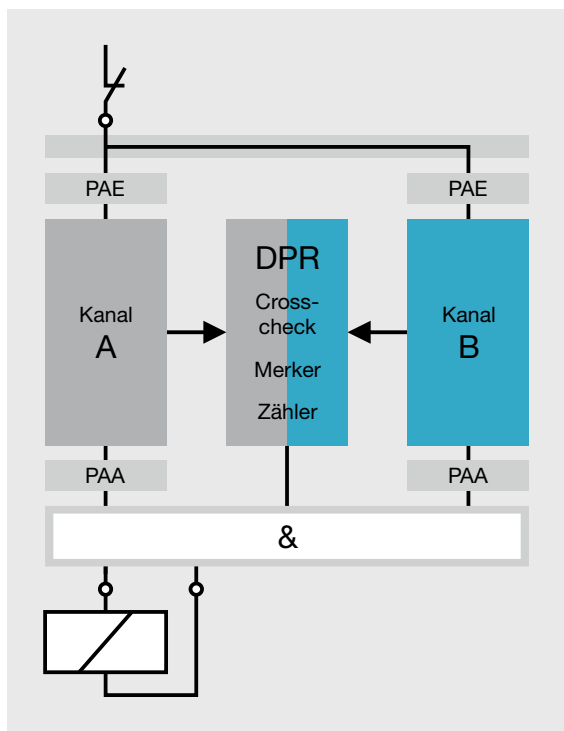 PAE
PAE
Kanal
A
DPR
Cross-
check
Merker
Zähler
Kanal
B
PAA
PAA
&